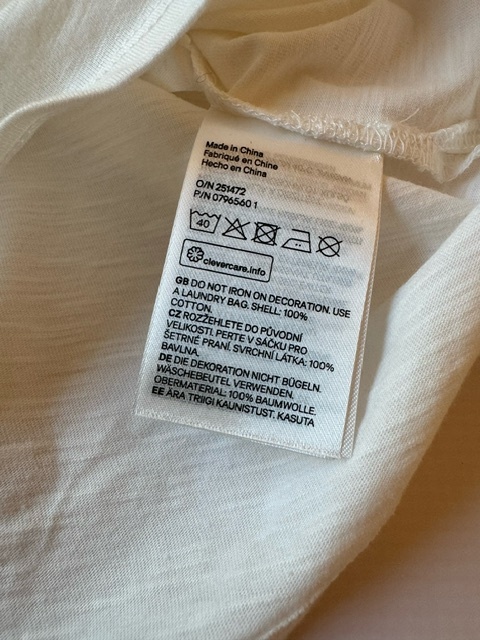 Made in China
Fabriqué en Chine
Hecho en China
O/N 251472
P/N 0796560 1
40
clevercare.info
GB DO NOT IRON ON DECORATION. USE
A LAUNDRY BAG. SHELL: 100%
COTTON.
CZ ROZŽEHLETE DO PŮVODNÍ
VELIKOSTI. PERTE V SÁČKU PRO
ŠETRNÉ PRANÍ. SVRCHNÍ LÁTKA: 100%
BAVLNA.
DE DIE DEKORATION NICHT BÜGELN.
WÄSCHEBEUTEL VERWENDEN.
OBERMATERIAL: 100% BAUMWOLLE.
EE ÄRA TRIIGI KAUNISTUST. KASUTA